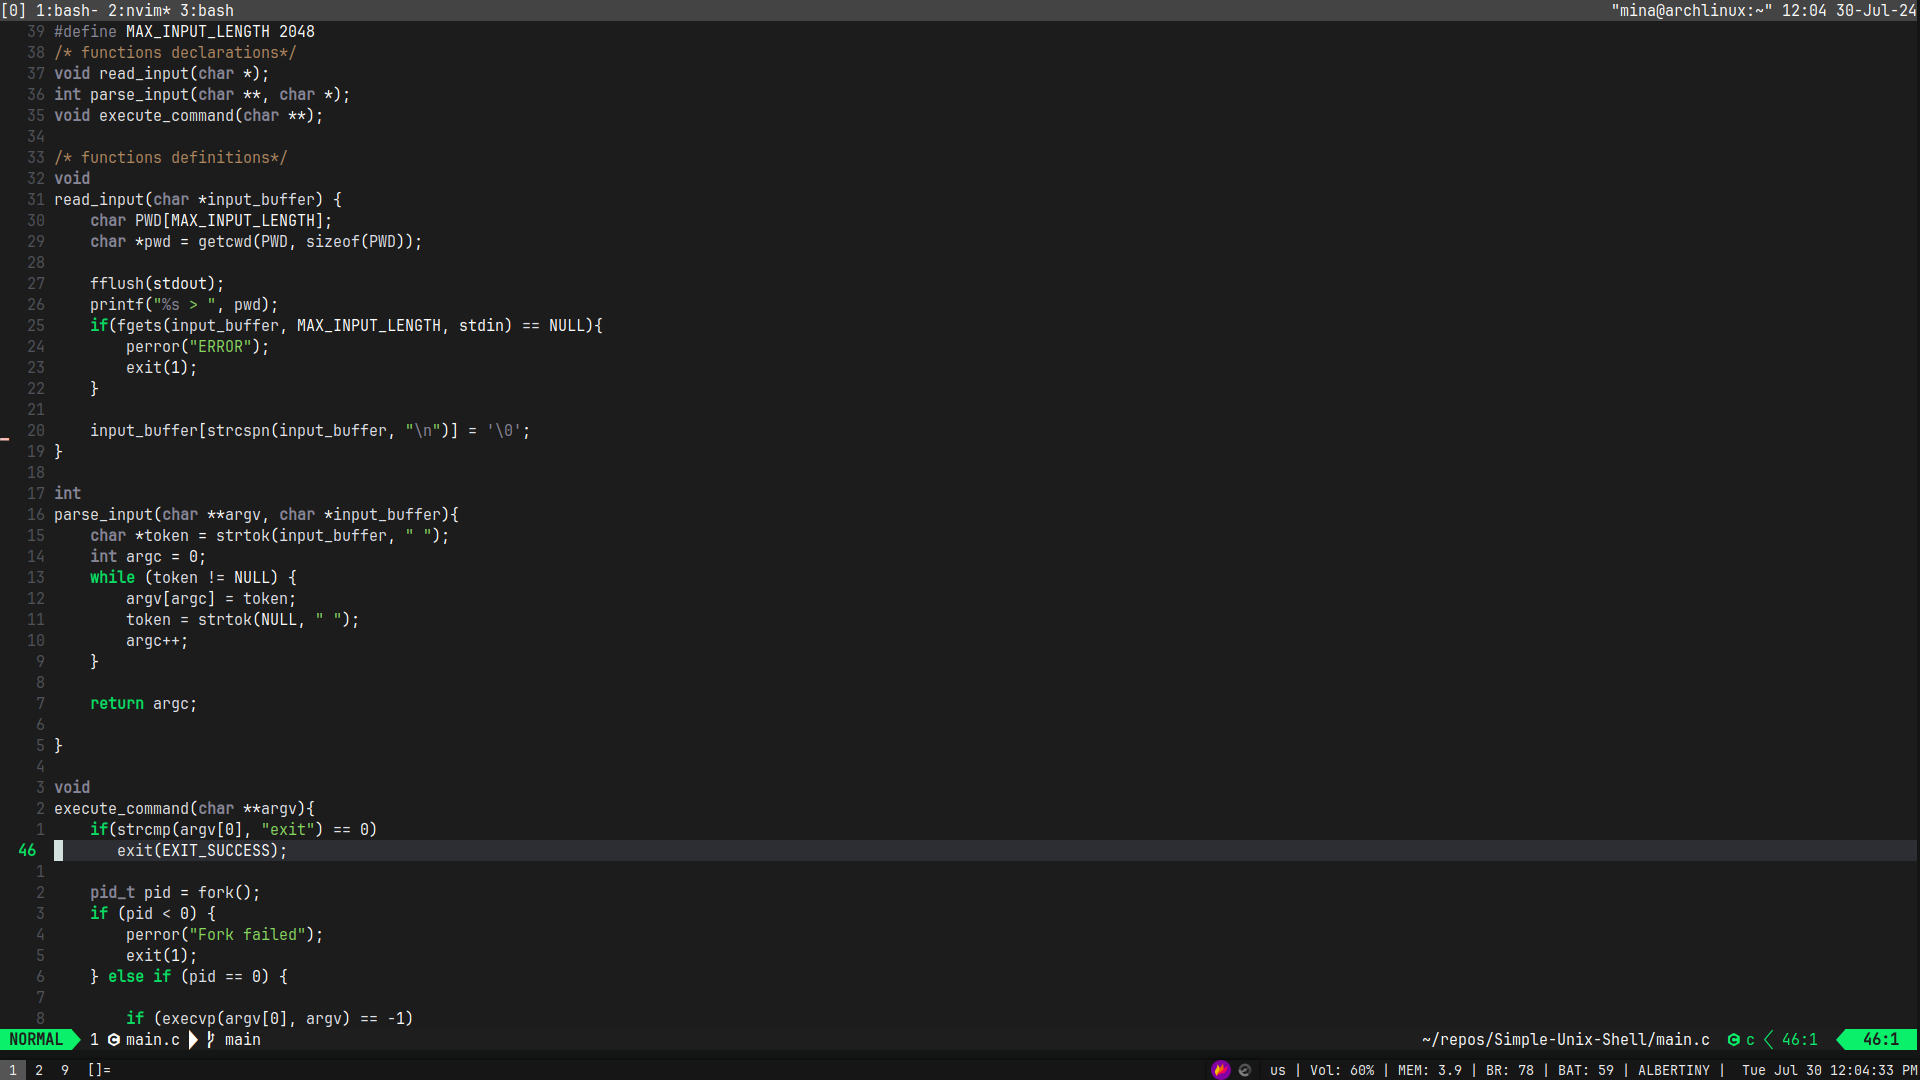 [0] 1:bash- 2:nvim* 3:bash "mina@archlinux:~" 12:04 30-Jul-24
39 #define MAX_INPUT_LENGTH 2048
38 /* functions declarations*/
37 void read_input(char *);
36 int parse_input(char **, char *);
35 void execute_command(char **);
34
33 /* functions definitions*/
32 void
31 read_input(char *input_buffer) {
30     char PWD[MAX_INPUT_LENGTH];
29     char *pwd = getcwd(PWD, sizeof(PWD));
28
27     fflush(stdout);
26     printf("%s > ", pwd);
25     if(fgets(input_buffer, MAX_INPUT_LENGTH, stdin) == NULL){
24         perror("ERROR");
23         exit(1);
22     }
21
20     input_buffer[strcspn(input_buffer, "\n")] = '\0';
19 }
18
17 int
16 parse_input(char **argv, char *input_buffer){
15     char *token = strtok(input_buffer, " ");
14     int argc = 0;
13     while (token != NULL) {
12         argv[argc] = token;
11         token = strtok(NULL, " ");
10         argc++;
9     }
8
7     return argc;
6
5 }
4
3 void
2 execute_command(char **argv){
1     if(strcmp(argv[0], "exit") == 0)
46        exit(EXIT_SUCCESS);
1
2     pid_t pid = fork();
3     if (pid < 0) {
4         perror("Fork failed");
5         exit(1);
6     } else if (pid == 0) {
7
8         if (execvp(argv[0], argv) == -1)
NORMAL 1 main.c main ~/repos/Simple-Unix-Shell/main.c c 46:1 46:1
1 2 9 []= us | Vol: 60% | MEM: 3.9 | BR: 78 | BAT: 59 | ALBERTINY | Tue Jul 30 12:04:33 PM